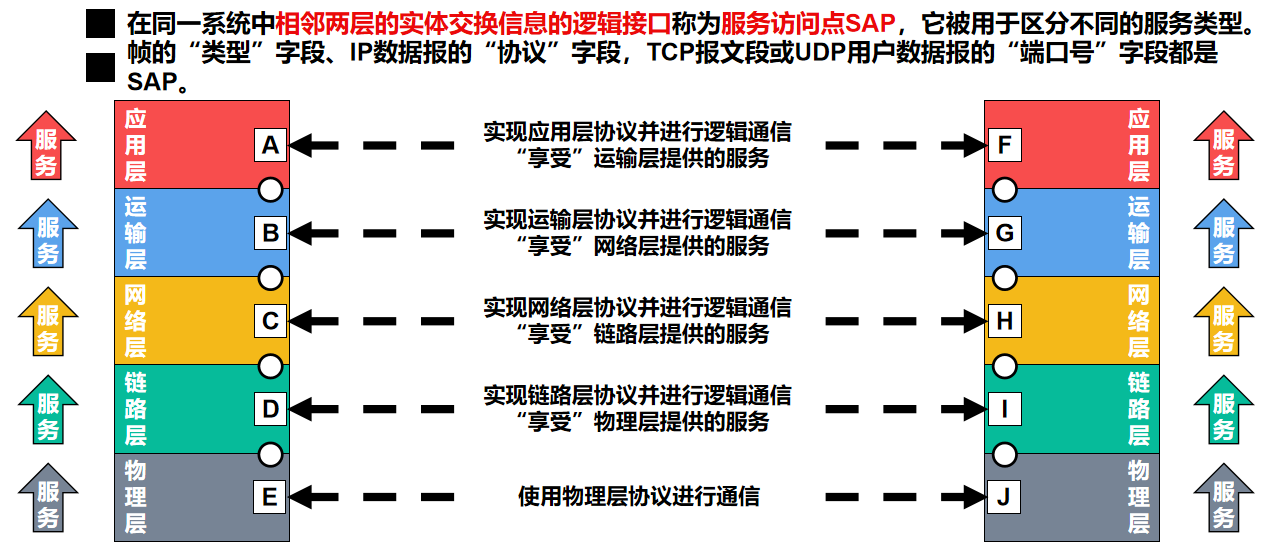 在同一系统中相邻两层的实体交换信息的逻辑接口称为服务访问点SAP，它被用于区分不同的服务类型。
帧的“类型”字段、IP数据报的“协议”字段，TCP报文段或UDP用户数据报的“端口号”字段都是
SAP。
服务
应用层
A
实现应用层协议并进行逻辑通信
“享受”运输层提供的服务
F
应用层
服务
服务
运输层
B
实现运输层协议并进行逻辑通信
“享受”网络层提供的服务
G
运输层
服务
服务
网络层
C
实现网络层协议并进行逻辑通信
“享受”链路层提供的服务
H
网络层
服务
服务
链路层
D
实现链路层协议并进行逻辑通信
“享受”物理层提供的服务
I
链路层
服务
服务
物理层
E
使用物理层协议进行通信
J
物理层
服务